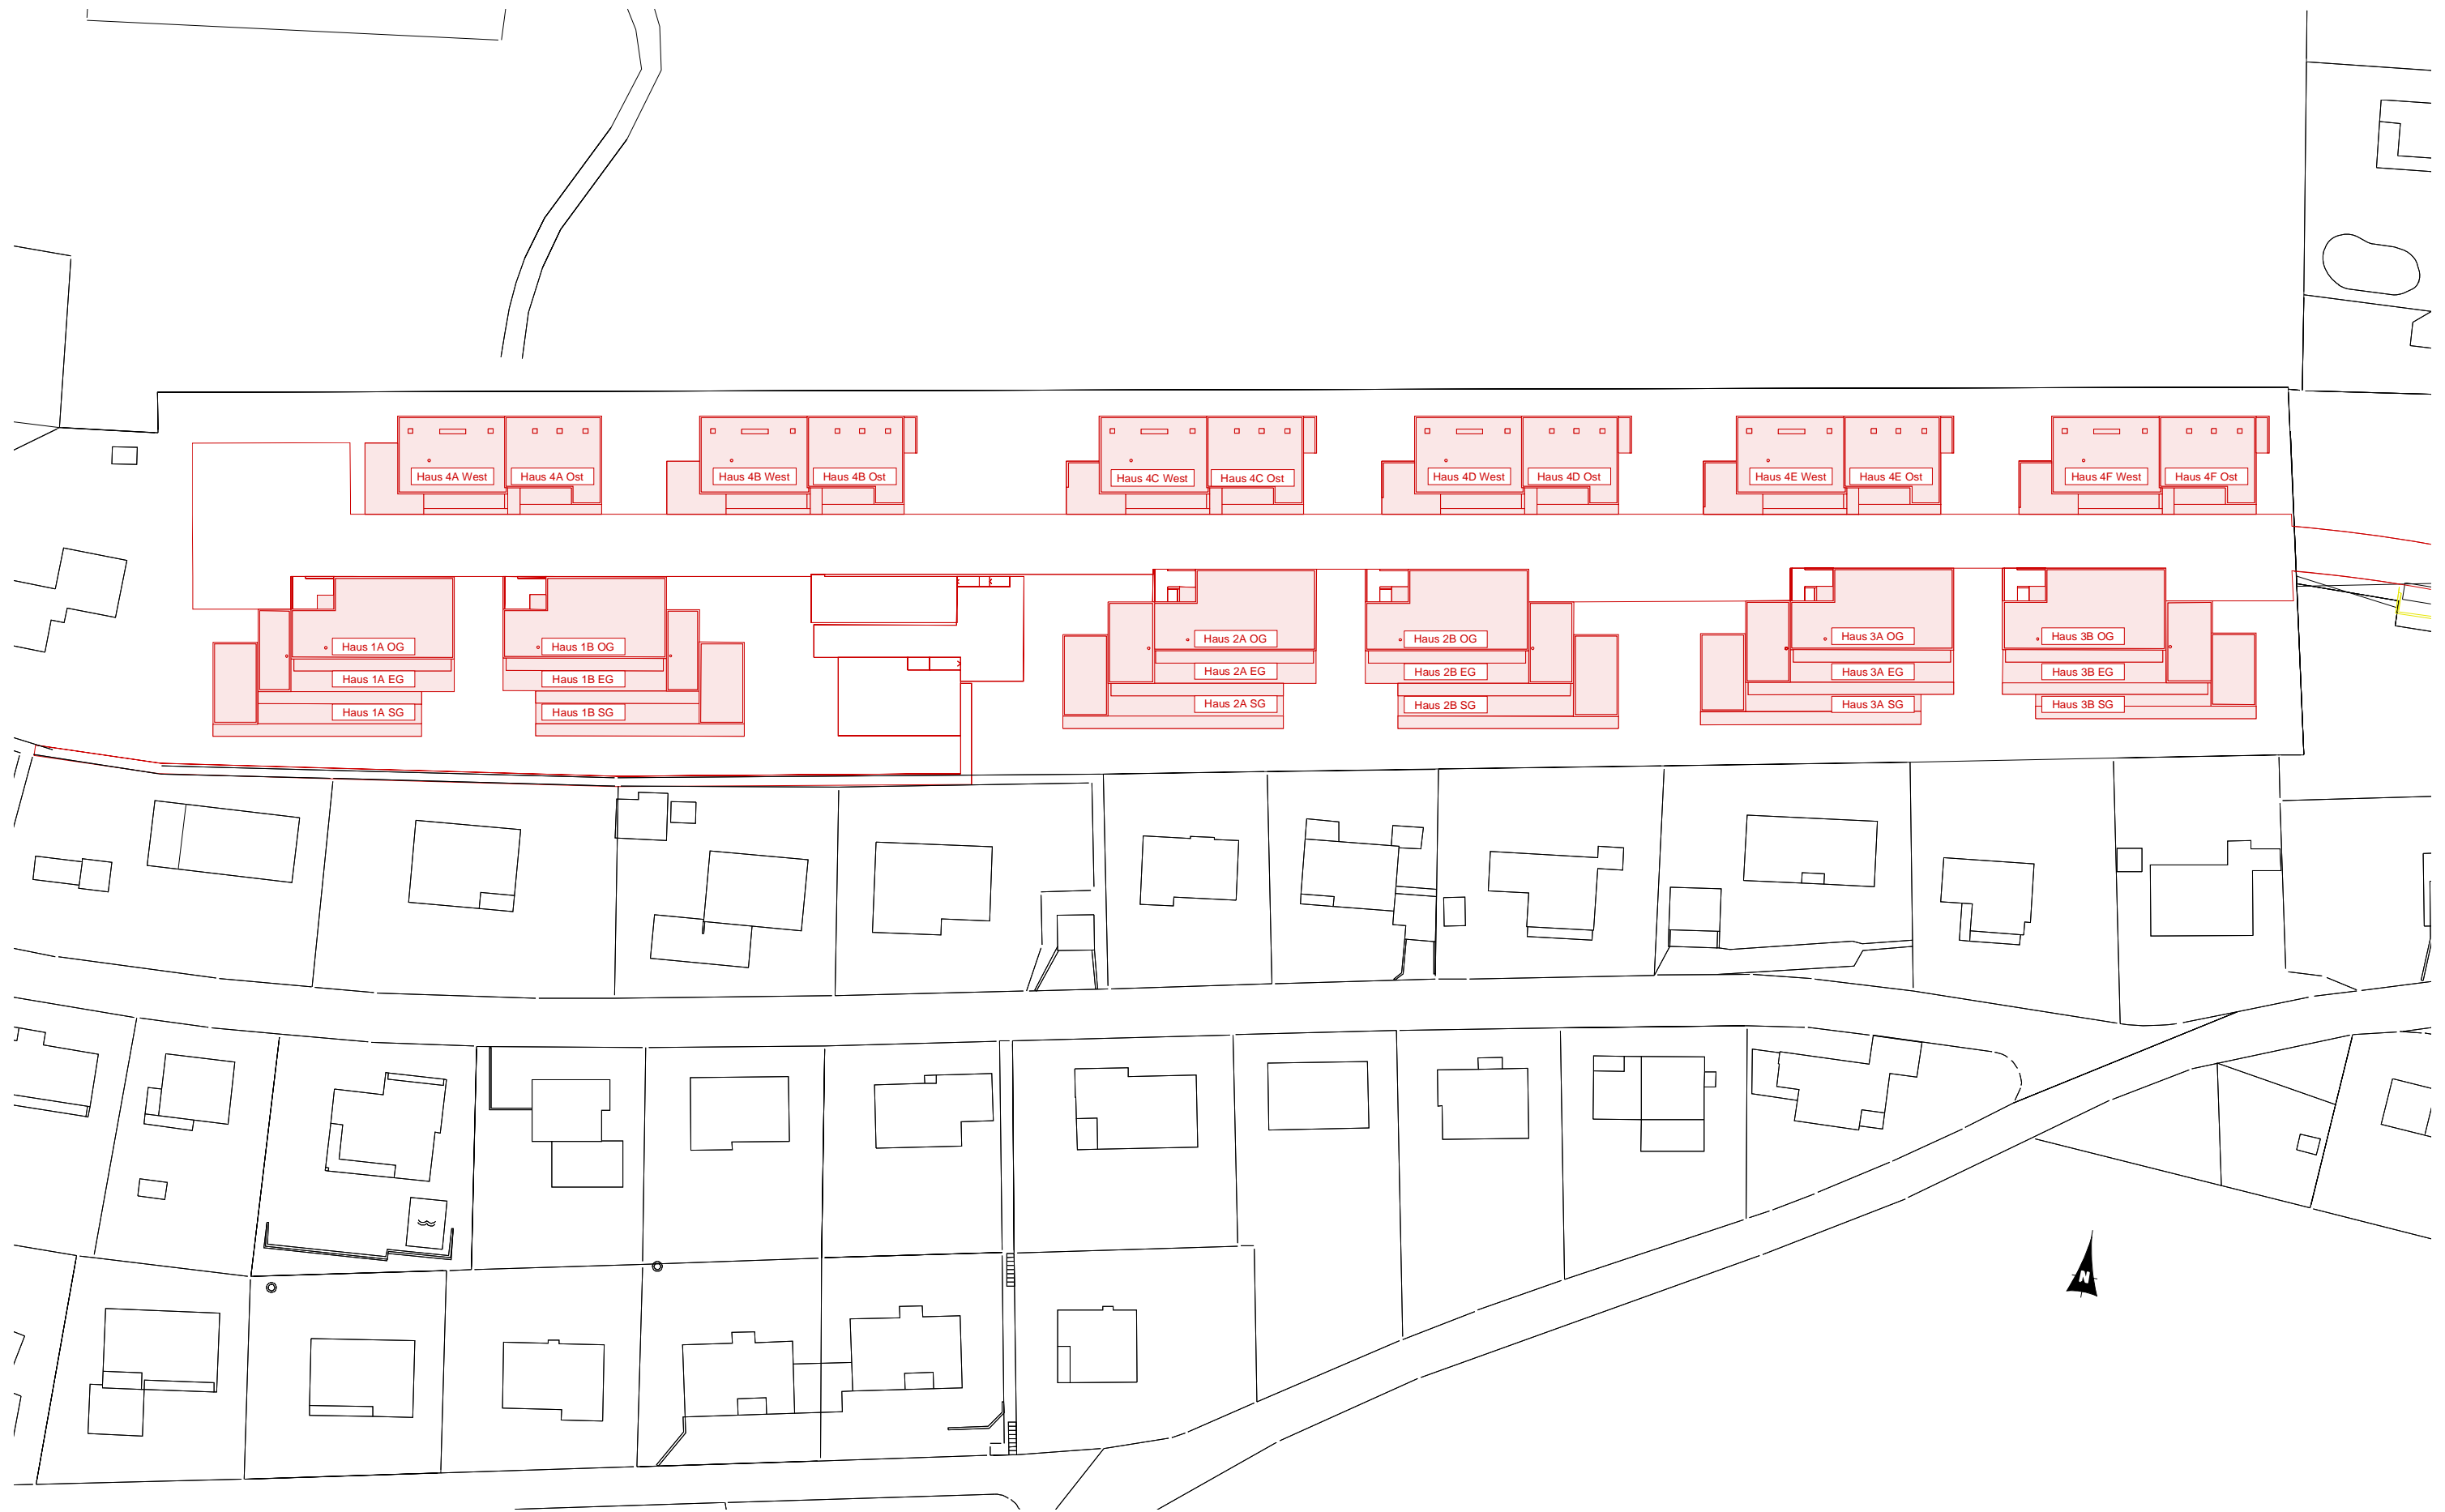 Haus 4A West
Haus 4A Ost
Haus 4B West
Haus 4B Ost
Haus 4C West
Haus 4C Ost
Haus 4D West
Haus 4D Ost
Haus 4E West
Haus 4E Ost
Haus 4F West
Haus 4F Ost
Haus 1A OG
Haus 1B OG
Haus 2A OG
Haus 2B OG
Haus 3A OG
Haus 3B OG
Haus 1A EG
Haus 1B EG
Haus 2A EG
Haus 2B EG
Haus 3A EG
Haus 3B EG
Haus 1A SG
Haus 1B SG
Haus 2A SG
Haus 2B SG
Haus 3A SG
Haus 3B SG
N